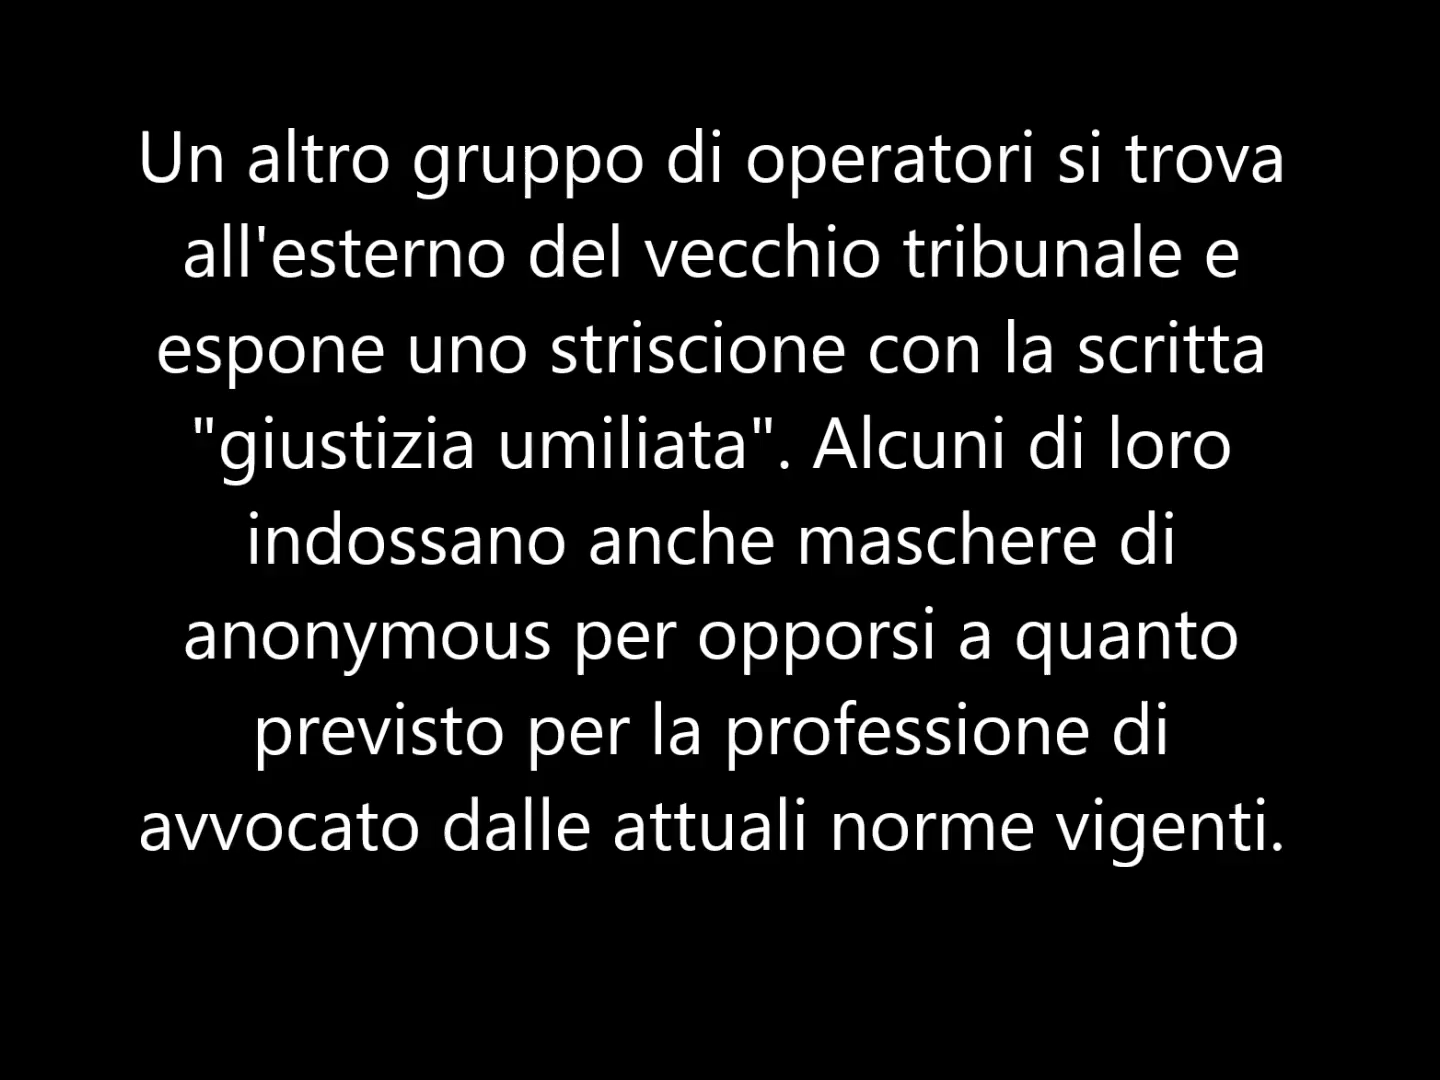 Un altro gruppo di operatori si trova
all'esterno del vecchio tribunale e
espone uno striscione con la scritta
"giustizia umiliata". Alcuni di loro
indossano anche maschere di
anonymous per opporsi a quanto
previsto per la professione di
avvocato dalle attuali norme vigenti.